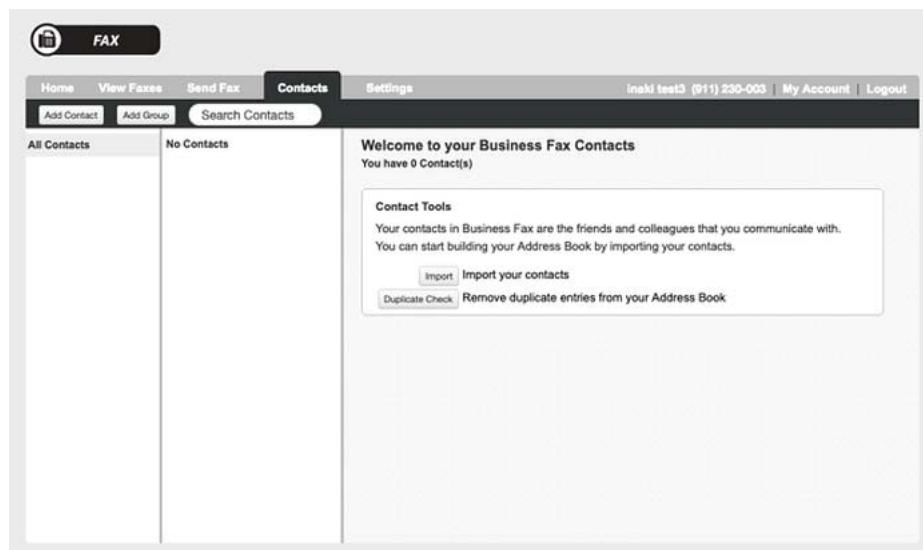 FAX
Home View Faxes Send Fax Contacts Settings inaki test3 (911) 230-003 | My Account | Logout
Add Contact Add Group Search Contacts
All Contacts No Contacts Welcome to your Business Fax Contacts
You have 0 Contact(s)
Contact Tools
Your contacts in Business Fax are the friends and colleagues that you communicate with.
You can start building your Address Book by importing your contacts.
Import Import your contacts
Duplicate Check Remove duplicate entries from your Address Book